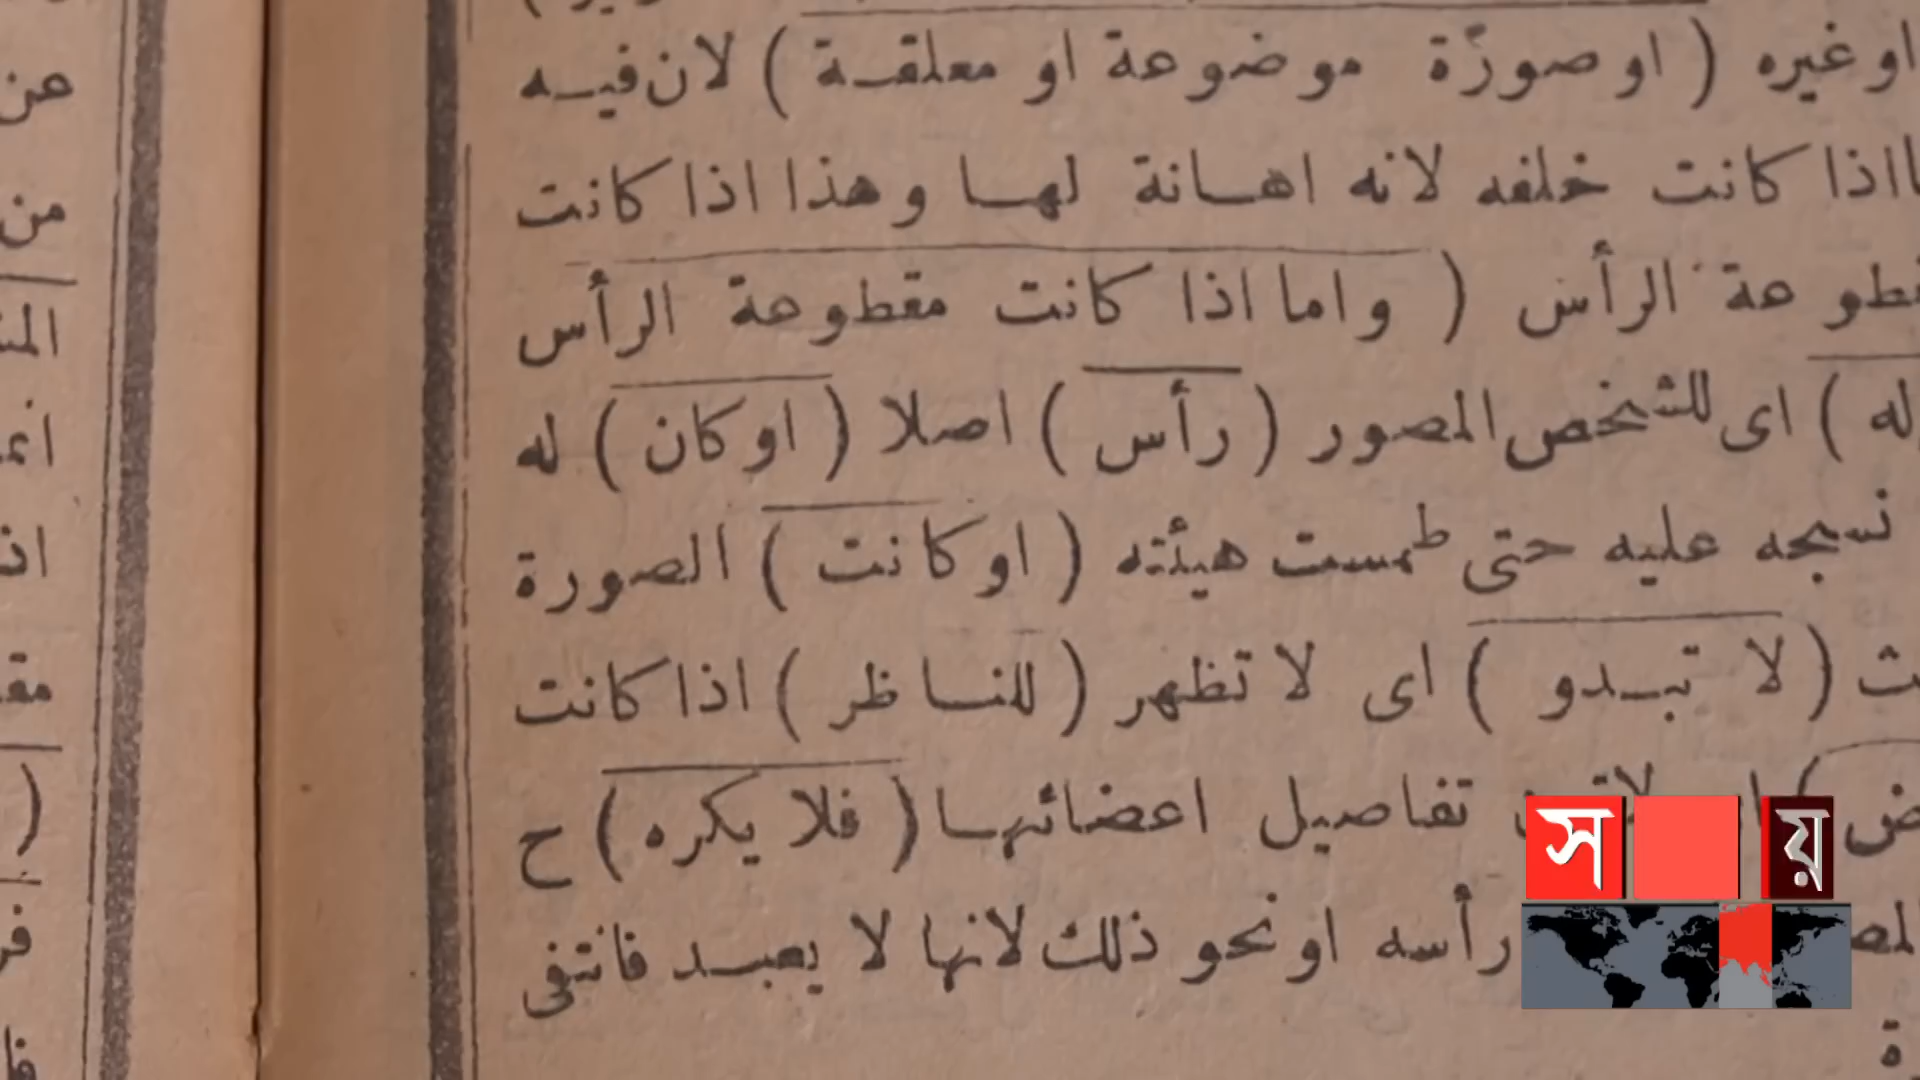 اوغيره ( اوصورة موضوعة او معلقة ) لان فيه
اذا كانت خلفه لانه اهانة لها وهذا اذا كانت
الرأس ( واما اذا كانت مقطوعة الرأس
له ) اى للشخص المصور ( رأس ) اصلا ( اوكان ) له
نسجه عليه حتى طمست هيئته ( اوكانت ) الصورة
( لا تبدو ) اى لا تظهر ( للناظر ) اذا كانت
تفاصيل اعضائها ( فلا يكره ) ح
رأسه اونحو ذلك لانها لا يعبد فانتفى
عن
من
স য়